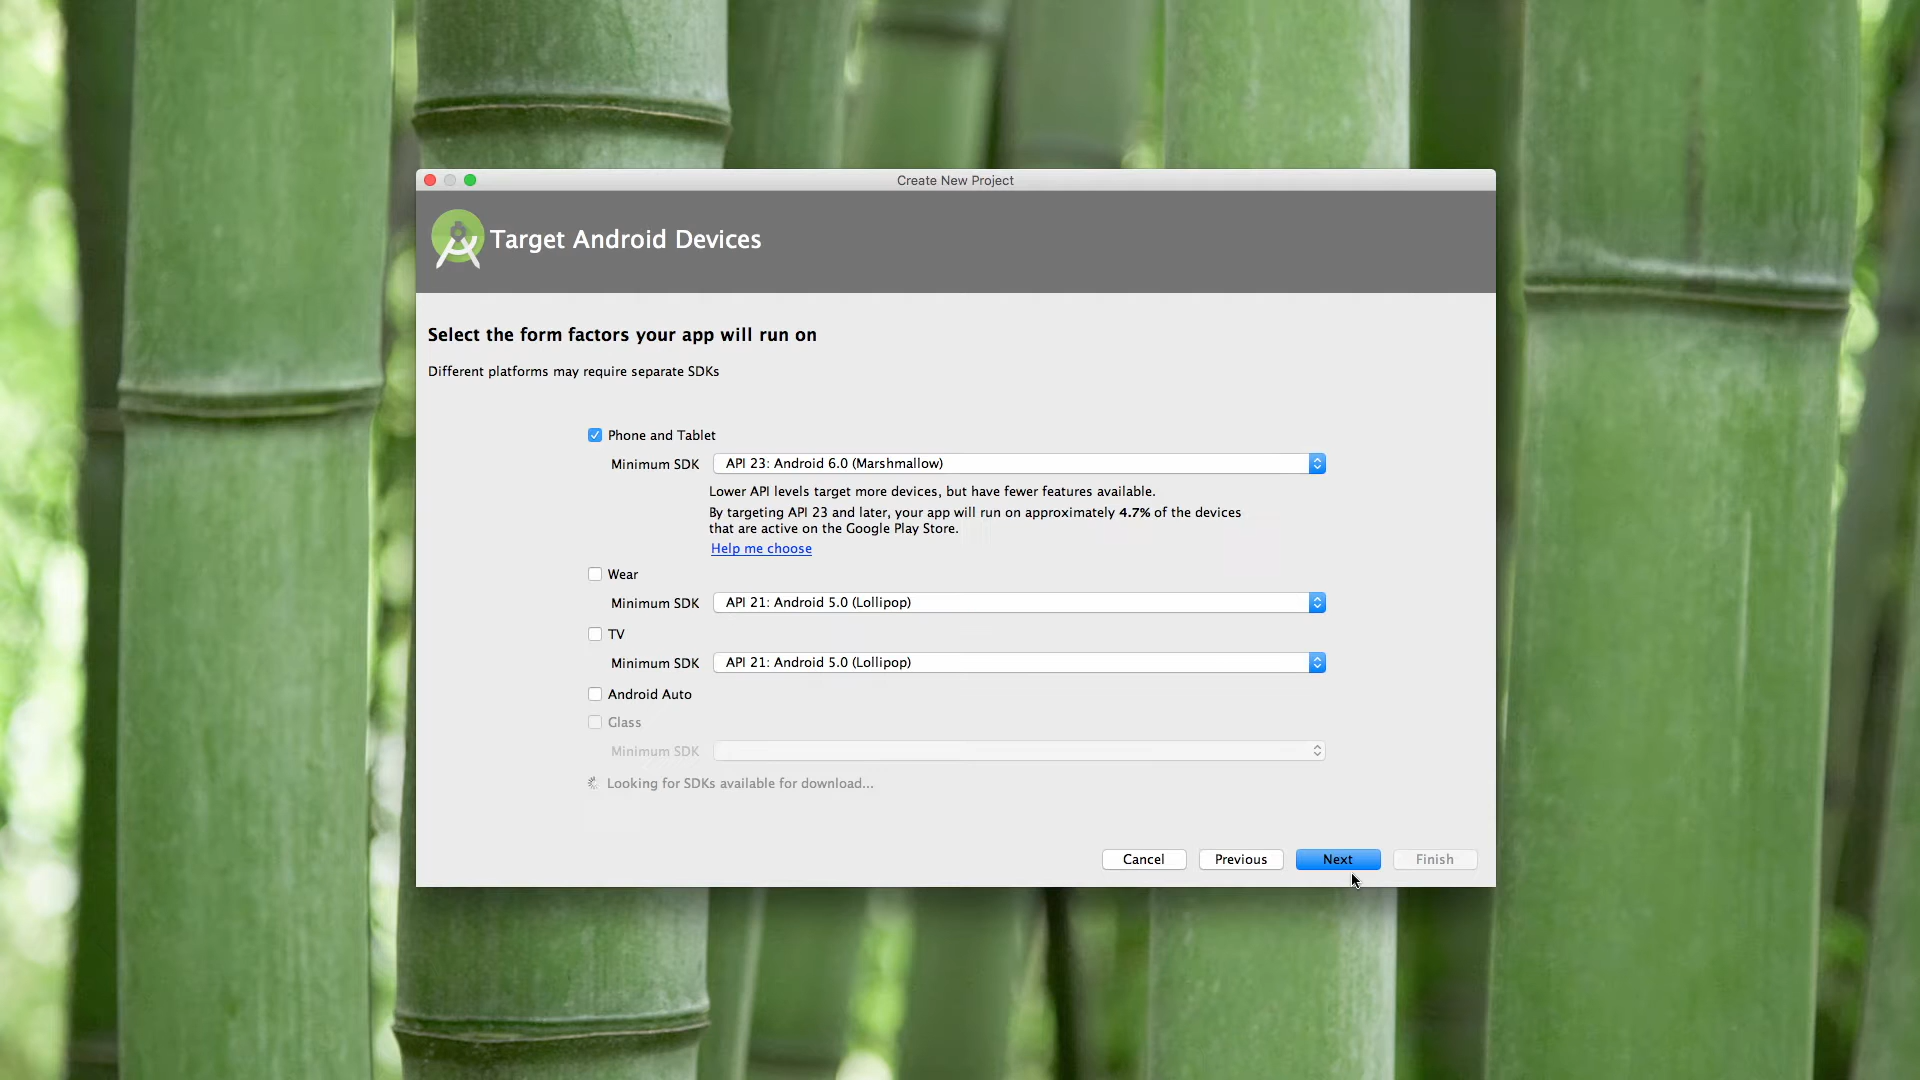 Create New Project
Target Android Devices
Select the form factors your app will run on
Different platforms may require separate SDKs
Phone and Tablet
Minimum SDK API 23: Android 6.0 (Marshmallow)
Lower API levels target more devices, but have fewer features available.
By targeting API 23 and later, your app will run on approximately 4.7% of the devices
that are active on the Google Play Store.
Help me choose
Wear
Minimum SDK API 21: Android 5.0 (Lollipop)
TV
Minimum SDK API 21: Android 5.0 (Lollipop)
Android Auto
Glass
Minimum SDK
Looking for SDKs available for download...
Cancel Previous Next Finish